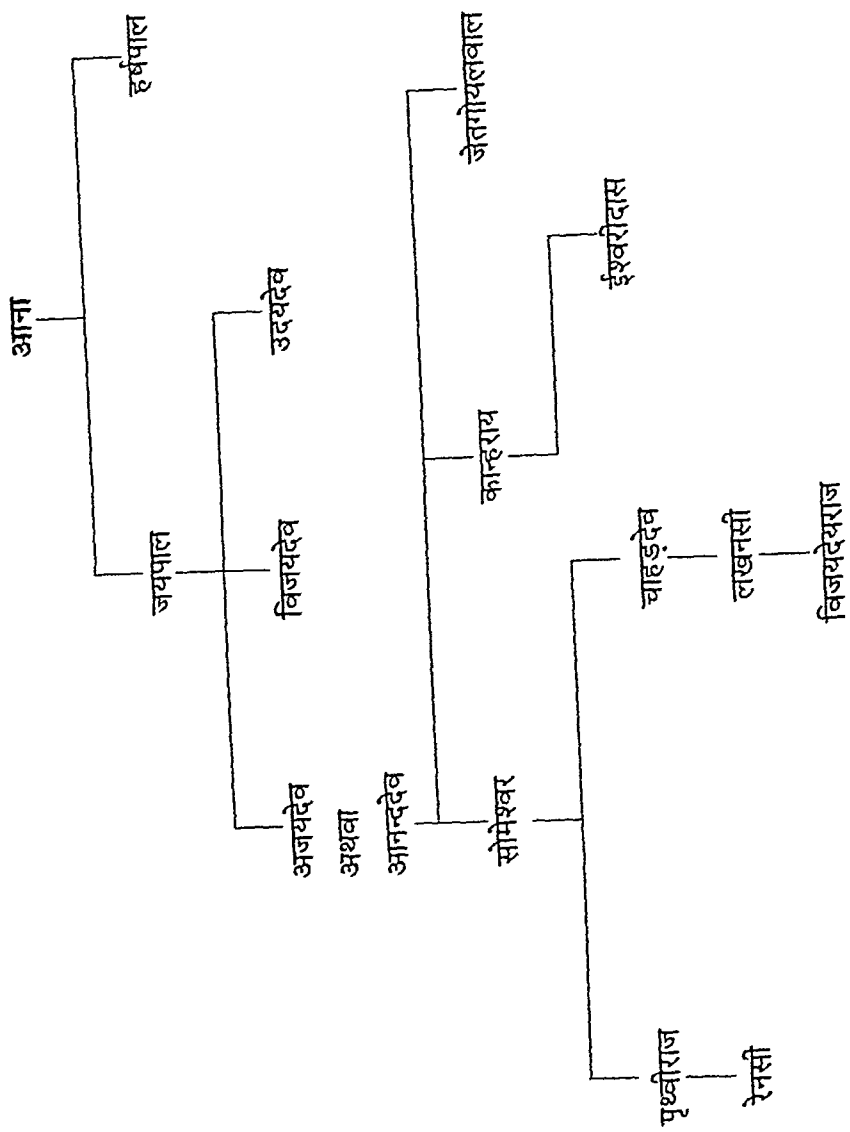 आना
जयपाल
हर्षपाल
अजयदेव
अथवा
आनन्ददेव
विजयदेव
उदयदेव
सोमेश्वर
कान्हराय
जेतगोयलवाल
ईश्वरीदास
पृथ्वीराज
चाहड़देव
रेनसी
लखनसी
विजयदेयराज